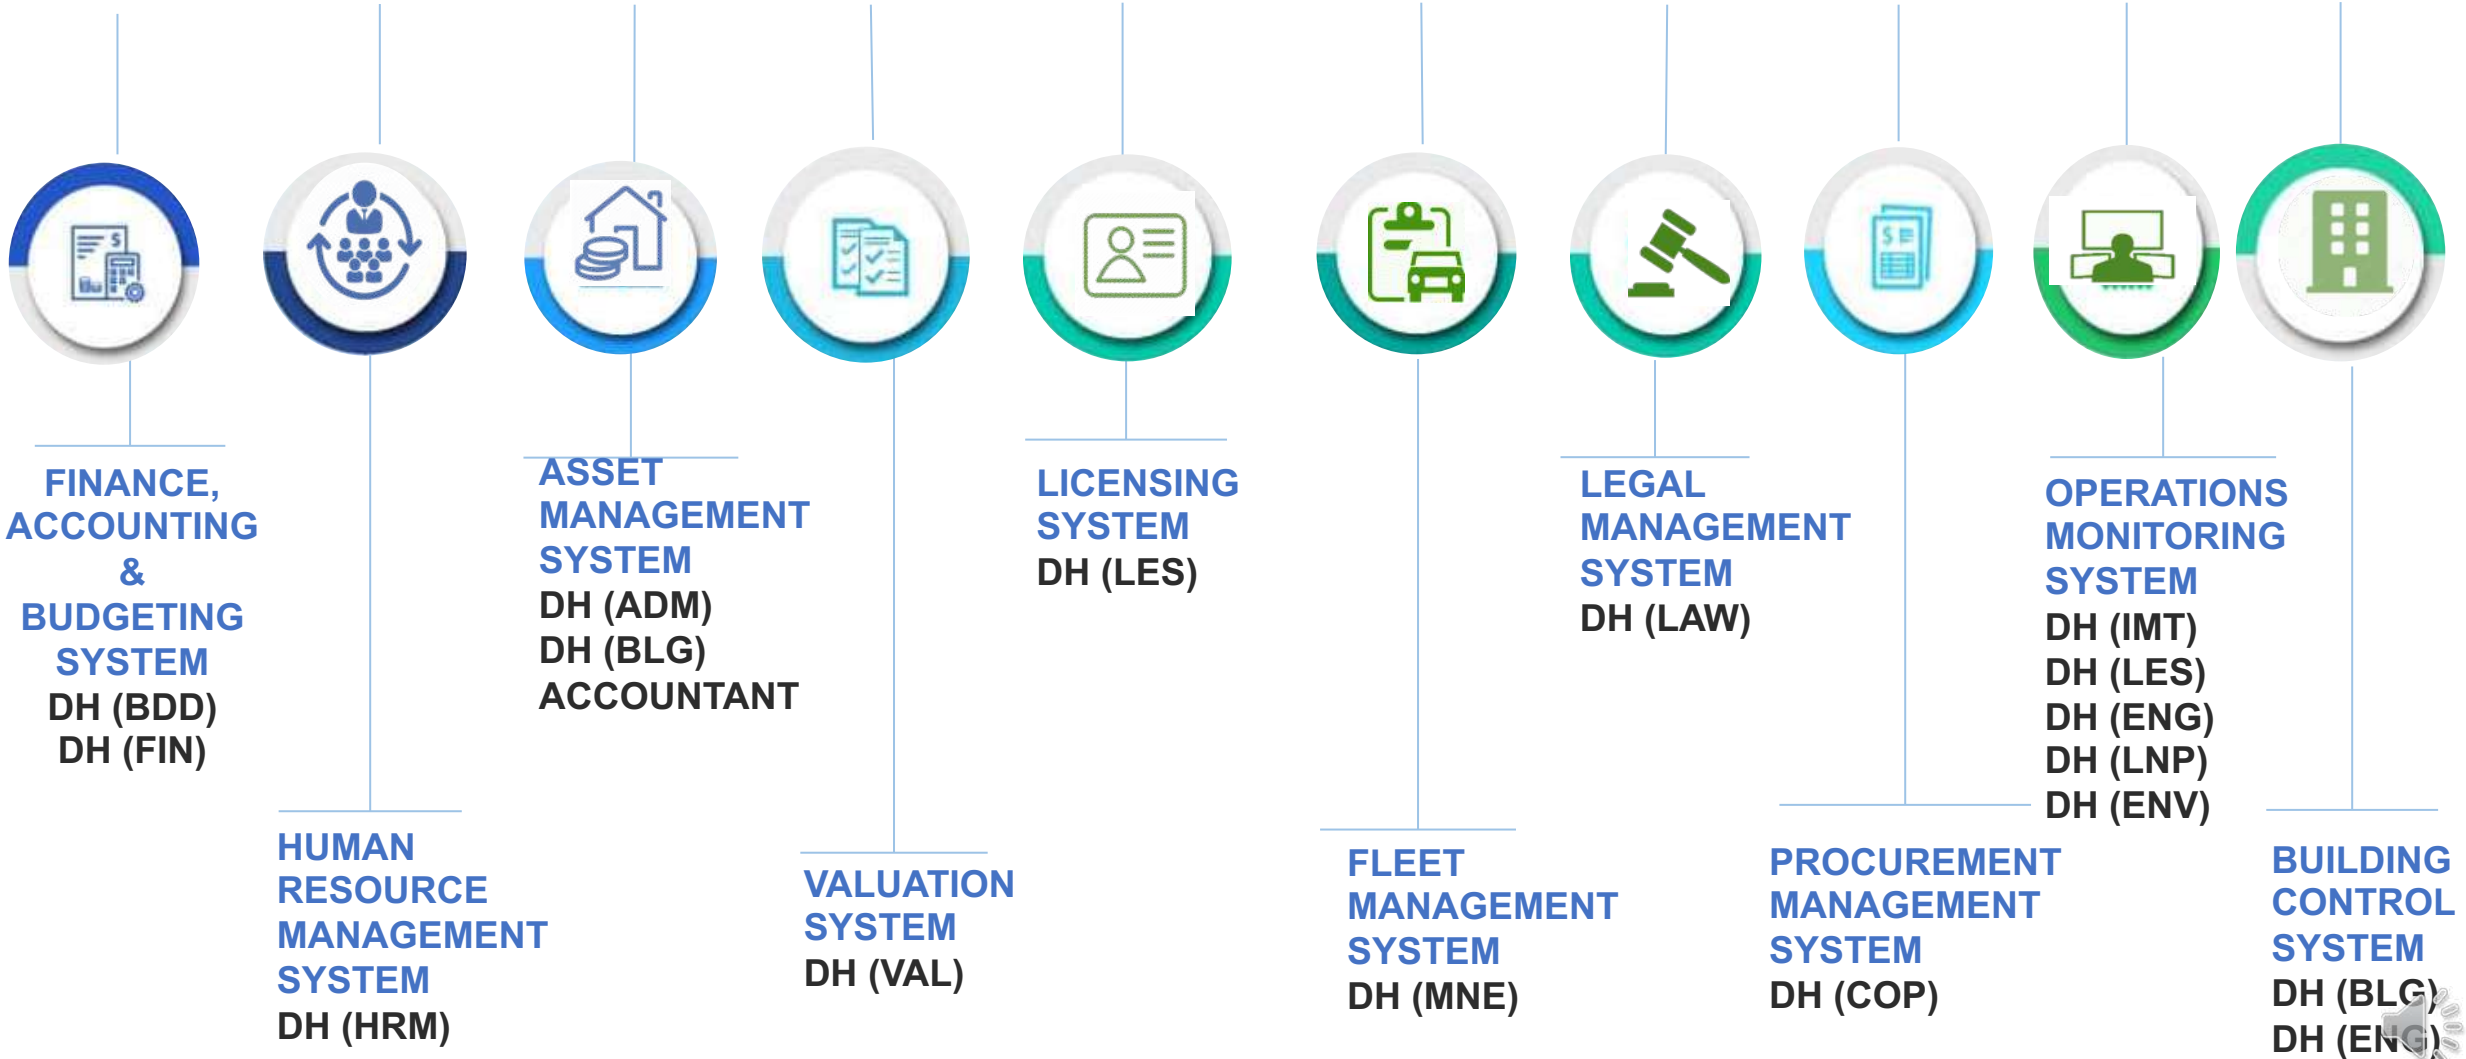 FINANCE,
ACCOUNTING
&
BUDGETING
SYSTEM
DH (BDD)
DH (FIN)
HUMAN
RESOURCE
MANAGEMENT
SYSTEM
DH (HRM)
ASSET
MANAGEMENT
SYSTEM
DH (ADM)
DH (BLG)
ACCOUNTANT
VALUATION
SYSTEM
DH (VAL)
LICENSING
SYSTEM
DH (LES)
FLEET
MANAGEMENT
SYSTEM
DH (MNE)
LEGAL
MANAGEMENT
SYSTEM
DH (LAW)
PROCUREMENT
MANAGEMENT
SYSTEM
DH (COP)
OPERATIONS
MONITORING
SYSTEM
DH (IMT)
DH (LES)
DH (ENG)
DH (LNP)
DH (ENV)
BUILDING
CONTROL
SYSTEM
DH (BLG)
DH (ENG)